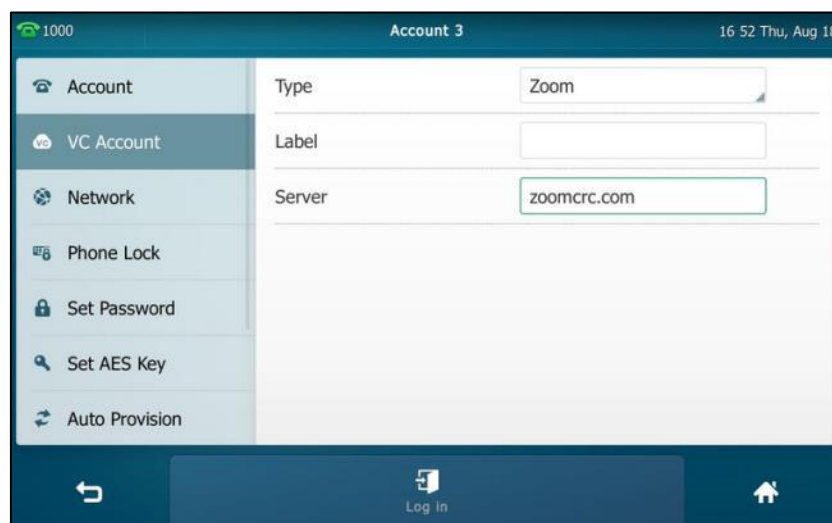 1000 Account 3 16 52 Thu, Aug 18
Account
VC Account
Network
Phone Lock
Set Password
Set AES Key
Auto Provision
Type Zoom
Label
Server zoomcrc.com
Log in